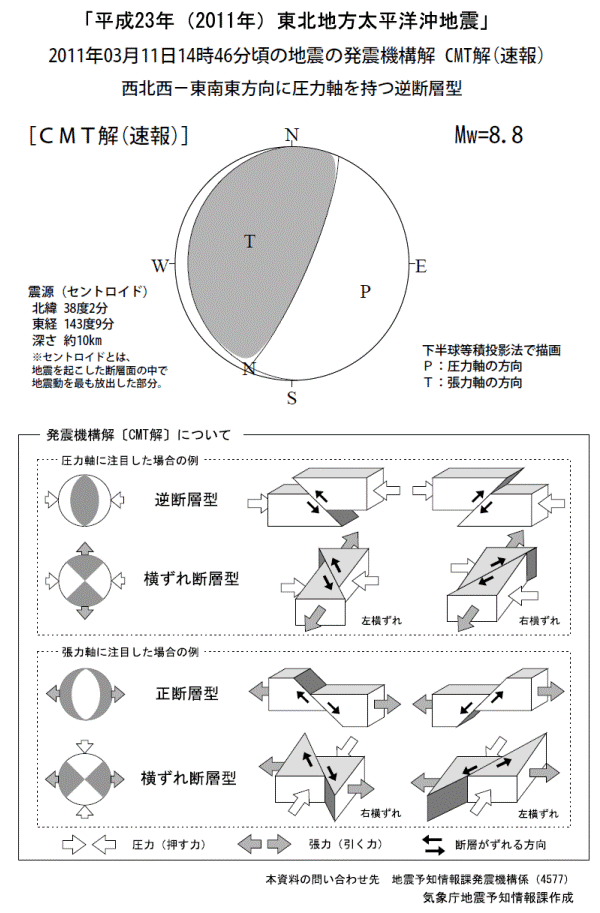 「平成23年（2011年）東北地方太平洋沖地震」
2011年03月11日14時46分頃の地震の発震機構解 CMT解（速報）
西北西－東南東方向に圧力軸を持つ逆断層型
［ＣＭＴ解（速報）］
Mw=8.8
N
T
W
E
P
N
S
震源（セントロイド）
北緯 38度2分
東経 143度9分
深さ 約10km
※セントロイドとは、
地震を起こした断層面の中で
地震動を最も放出した部分。
下半球等積投影法で描画
Ｐ：圧力軸の方向
Ｔ：張力軸の方向
発震機構解〔CMT解〕について
圧力軸に注目した場合の例
逆断層型
横ずれ断層型
左横ずれ
右横ずれ
張力軸に注目した場合の例
正断層型
横ずれ断層型
右横ずれ
左横ずれ
圧力（押す力）
張力（引く力）
断層がずれる方向
本資料の問い合わせ先 地震予知情報課発震機構係（4577）
気象庁地震予知情報課作成